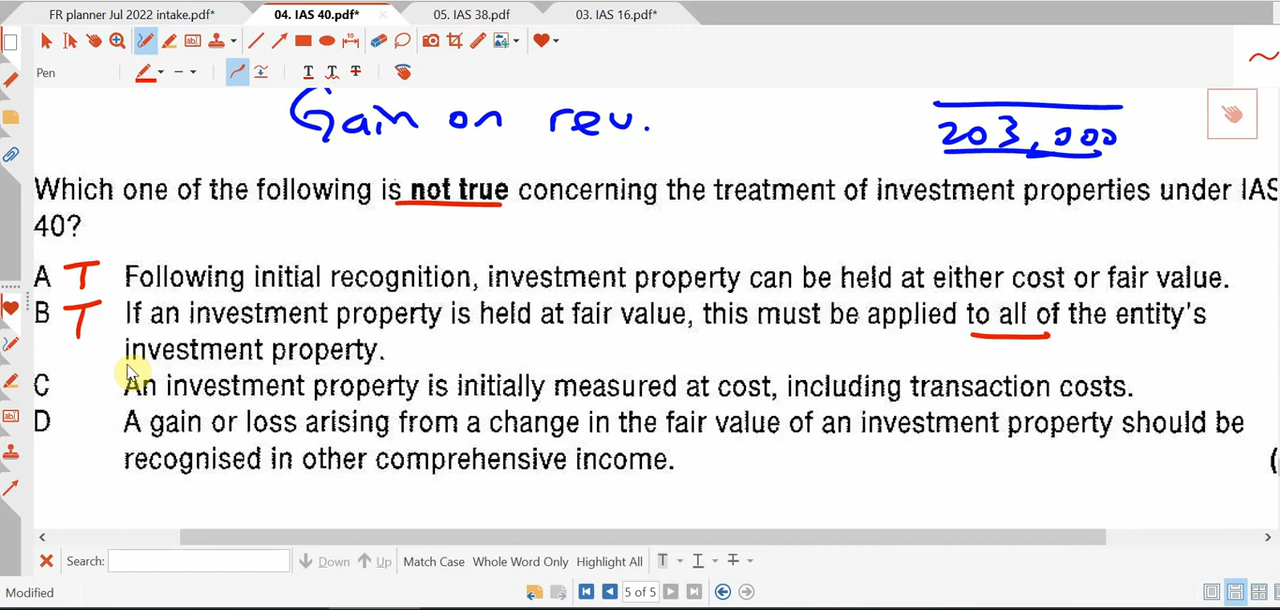 FR planner Jul 2022 intake.pdf* 04. IAS 40.pdf* × 05. IAS 38.pdf 03. IAS 16.pdf*
Pen
Gain on rev. 203,000
Which one of the following is not true concerning the treatment of investment properties under IAS
40?
A T Following initial recognition, investment property can be held at either cost or fair value.
B T If an investment property is held at fair value, this must be applied to all of the entity's
investment property.
C An investment property is initially measured at cost, including transaction costs.
D A gain or loss arising from a change in the fair value of an investment property should be
recognised in other comprehensive income.
(
Search: Down Up Match Case Whole Word Only Highlight All
Modified 5 of 5